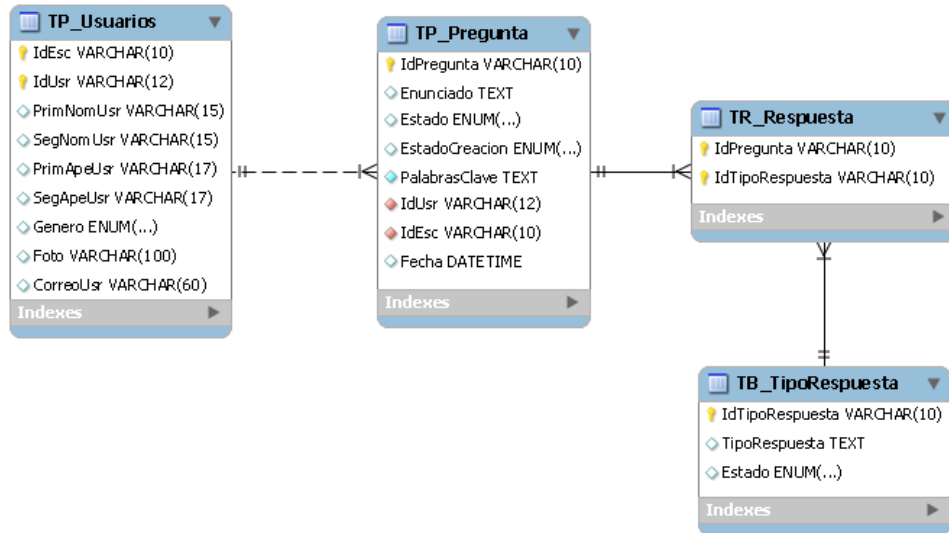 TP_Usuarios
IdEsc VARCHAR(10)
IdUsr VARCHAR(12)
PrimNomUsr VARCHAR(15)
SegNomUsr VARCHAR(15)
PrimApeUsr VARCHAR(17)
SegApeUsr VARCHAR(17)
Genero ENUM(...)
Foto VARCHAR(100)
CorreoUsr VARCHAR(60)
Indexes
TP_Pregunta
IdPregunta VARCHAR(10)
Enunciado TEXT
Estado ENUM(...)
EstadoCreacion ENUM(...)
PalabrasClave TEXT
IdUsr VARCHAR(12)
IdEsc VARCHAR(10)
Fecha DATETIME
Indexes
TR_Respuesta
IdPregunta VARCHAR(10)
IdTipoRespuesta VARCHAR(10)
Indexes
TB_TipoRespuesta
IdTipoRespuesta VARCHAR(10)
TipoRespuesta TEXT
Estado ENUM(...)
Indexes